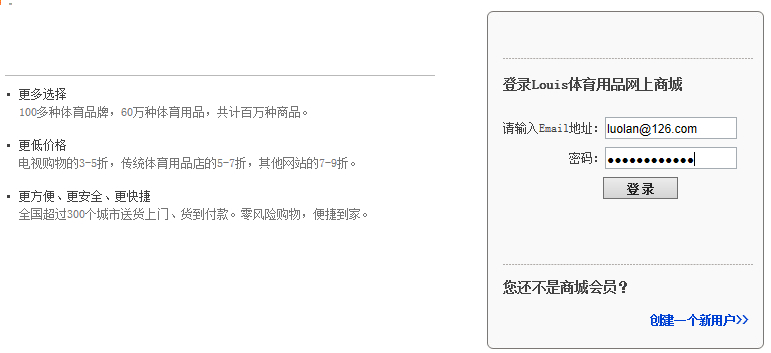 更多选择
100多种体育品牌，60万种体育用品，共计百万种商品。
更低价格
电视购物的3-5折，传统体育用品店的5-7折，其他网站的7-9折。
更方便、更安全、更快捷
全国超过300个城市送货上门、货到付款。零风险购物，便捷到家。
登录Louis体育用品网上商城
请输入Email地址：luolan@126.com
密码：●●●●●●●●●●●●
登录
您还不是商城会员？
创建一个新用户>>